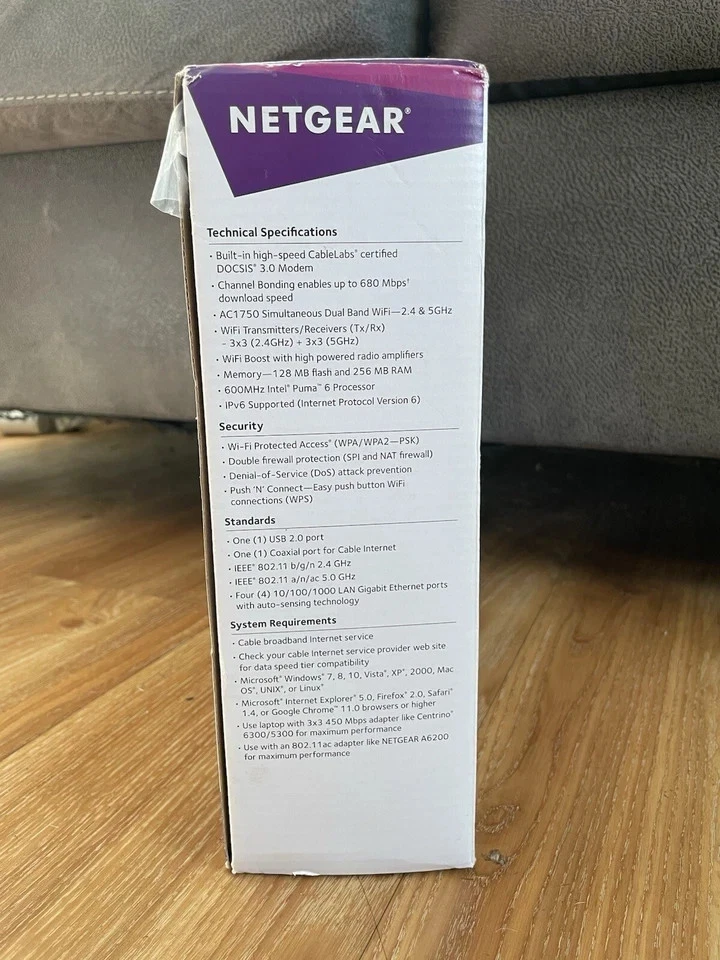 NETGEAR®
Technical Specifications
• Built-in high-speed CableLabs® certified
DOCSIS® 3.0 Modem
• Channel Bonding enables up to 680 Mbps†
download speed
• AC1750 Simultaneous Dual Band WiFi—2.4 & 5GHz
• WiFi Transmitters/Receivers (Tx/Rx)
- 3x3 (2.4GHz) + 3x3 (5GHz)
• WiFi Boost with high powered radio amplifiers
• Memory—128 MB flash and 256 MB RAM
• 600MHz Intel® Puma™ 6 Processor
• IPv6 Supported (Internet Protocol Version 6)
Security
• Wi-Fi Protected Access® (WPA/WPA2—PSK)
• Double firewall protection (SPI and NAT firewall)
• Denial-of-Service (DoS) attack prevention
• Push 'N' Connect—Easy push button WiFi
connections (WPS)
Standards
• One (1) USB 2.0 port
• One (1) Coaxial port for Cable Internet
• IEEE® 802.11 b/g/n 2.4 GHz
• IEEE® 802.11 a/n/ac 5.0 GHz
• Four (4) 10/100/1000 LAN Gigabit Ethernet ports
with auto-sensing technology
System Requirements
• Cable broadband Internet service
• Check your cable Internet service provider web site
for data speed tier compatibility
• Microsoft® Windows® 7, 8, 10, Vista®, XP®, 2000, Mac
OS®, UNIX®, or Linux®
• Microsoft® Internet Explorer® 5.0, Firefox® 2.0, Safari®
1.4, or Google Chrome™ 11.0 browsers or higher
• Use laptop with 3x3 450 Mbps adapter like Centrino®
6300/5300 for maximum performance
• Use with an 802.11ac adapter like NETGEAR A6200
for maximum performance